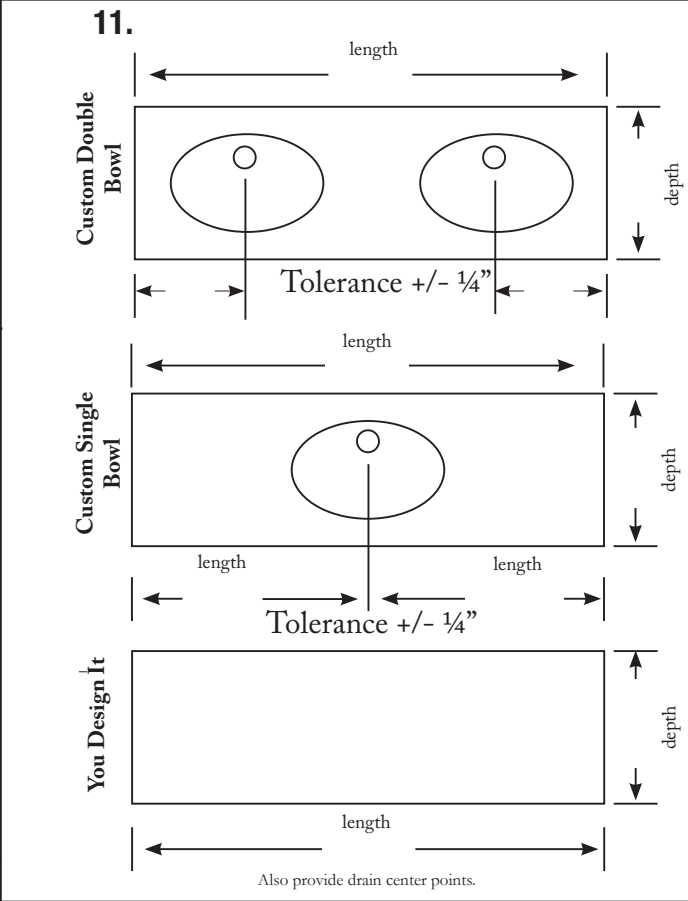 11.
length
Custom Double
Bowl
depth
Tolerance +/- ¼”
length
Custom Single
Bowl
depth
length
length
Tolerance +/- ¼”
You Design It
depth
length
Also provide drain center points.